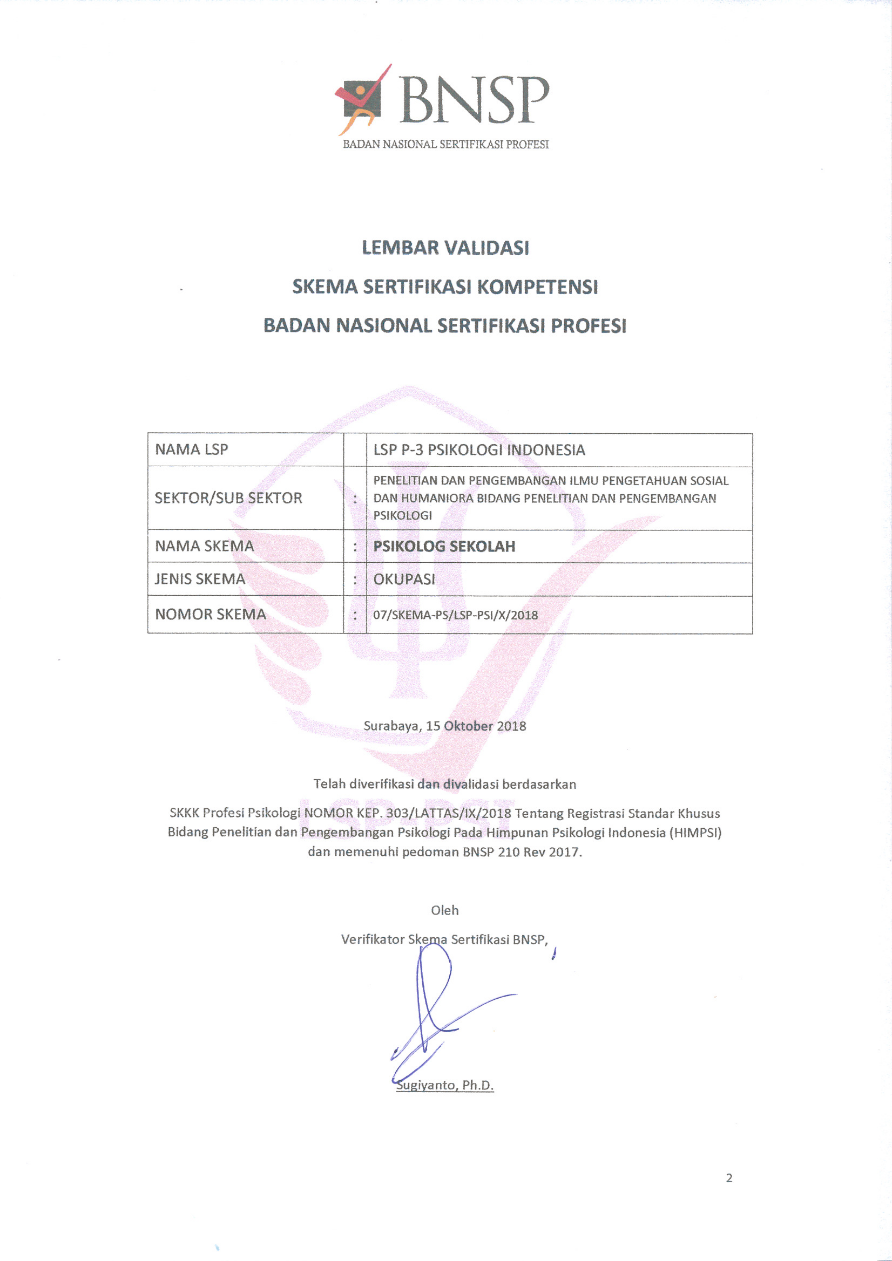 BNSP
BADAN NASIONAL SERTIFIKASI PROFESI
LEMBAR VALIDASI
SKEMA SERTIFIKASI KOMPETENSI
BADAN NASIONAL SERTIFIKASI PROFESI
NAMA LSP LSP P-3 PSIKOLOGI INDONESIA
SEKTOR/SUB SEKTOR : PENELITIAN DAN PENGEMBANGAN ILMU PENGETAHUAN SOSIAL
DAN HUMANIORA BIDANG PENELITIAN DAN PENGEMBANGAN
PSIKOLOGI
NAMA SKEMA : PSIKOLOG SEKOLAH
JENIS SKEMA : OKUPASI
NOMOR SKEMA : 07/SKEMA-PS/LSP-PSI/X/2018
Surabaya, 15 Oktober 2018
Telah diverifikasi dan divalidasi berdasarkan
LSP-PSI
SKKK Profesi Psikologi NOMOR KEP. 303/LATTAS/IX/2018 Tentang Registrasi Standar Khusus
Bidang Penelitian dan Pengembangan Psikologi Pada Himpunan Psikologi Indonesia (HIMPSI)
dan memenuhi pedoman BNSP 210 Rev 2017.
Oleh
Verifikator Skema Sertifikasi BNSP,
Sugiyanto, Ph.D.
2